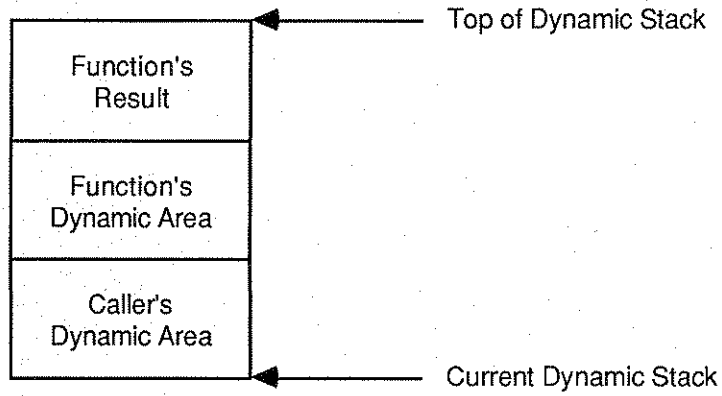 Top of Dynamic Stack
Function's
Result
Function's
Dynamic Area
Caller's
Dynamic Area
Current Dynamic Stack